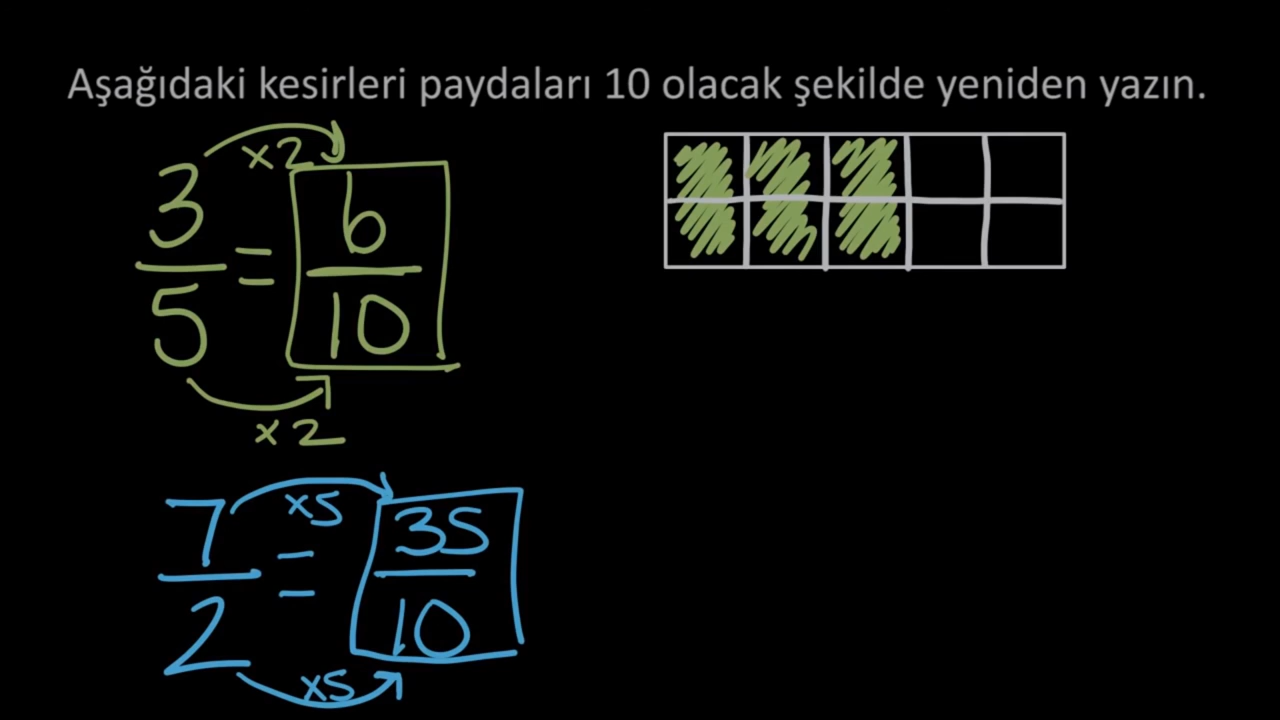 Aşağıdaki kesirleri paydaları 10 olacak şekilde yeniden yazın.
×2
3/5 = 6/10
×2
×5
7/2 = 35/10
×5